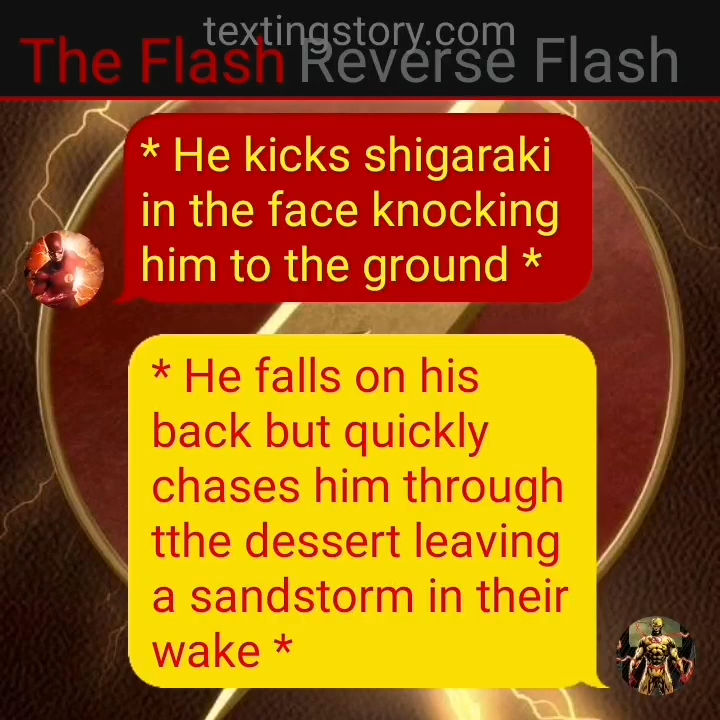 textingstory.com
The Flash Reverse Flash
* He kicks shigaraki
in the face knocking
him to the ground *
* He falls on his
back but quickly
chases him through
tthe dessert leaving
a sandstorm in their
wake *